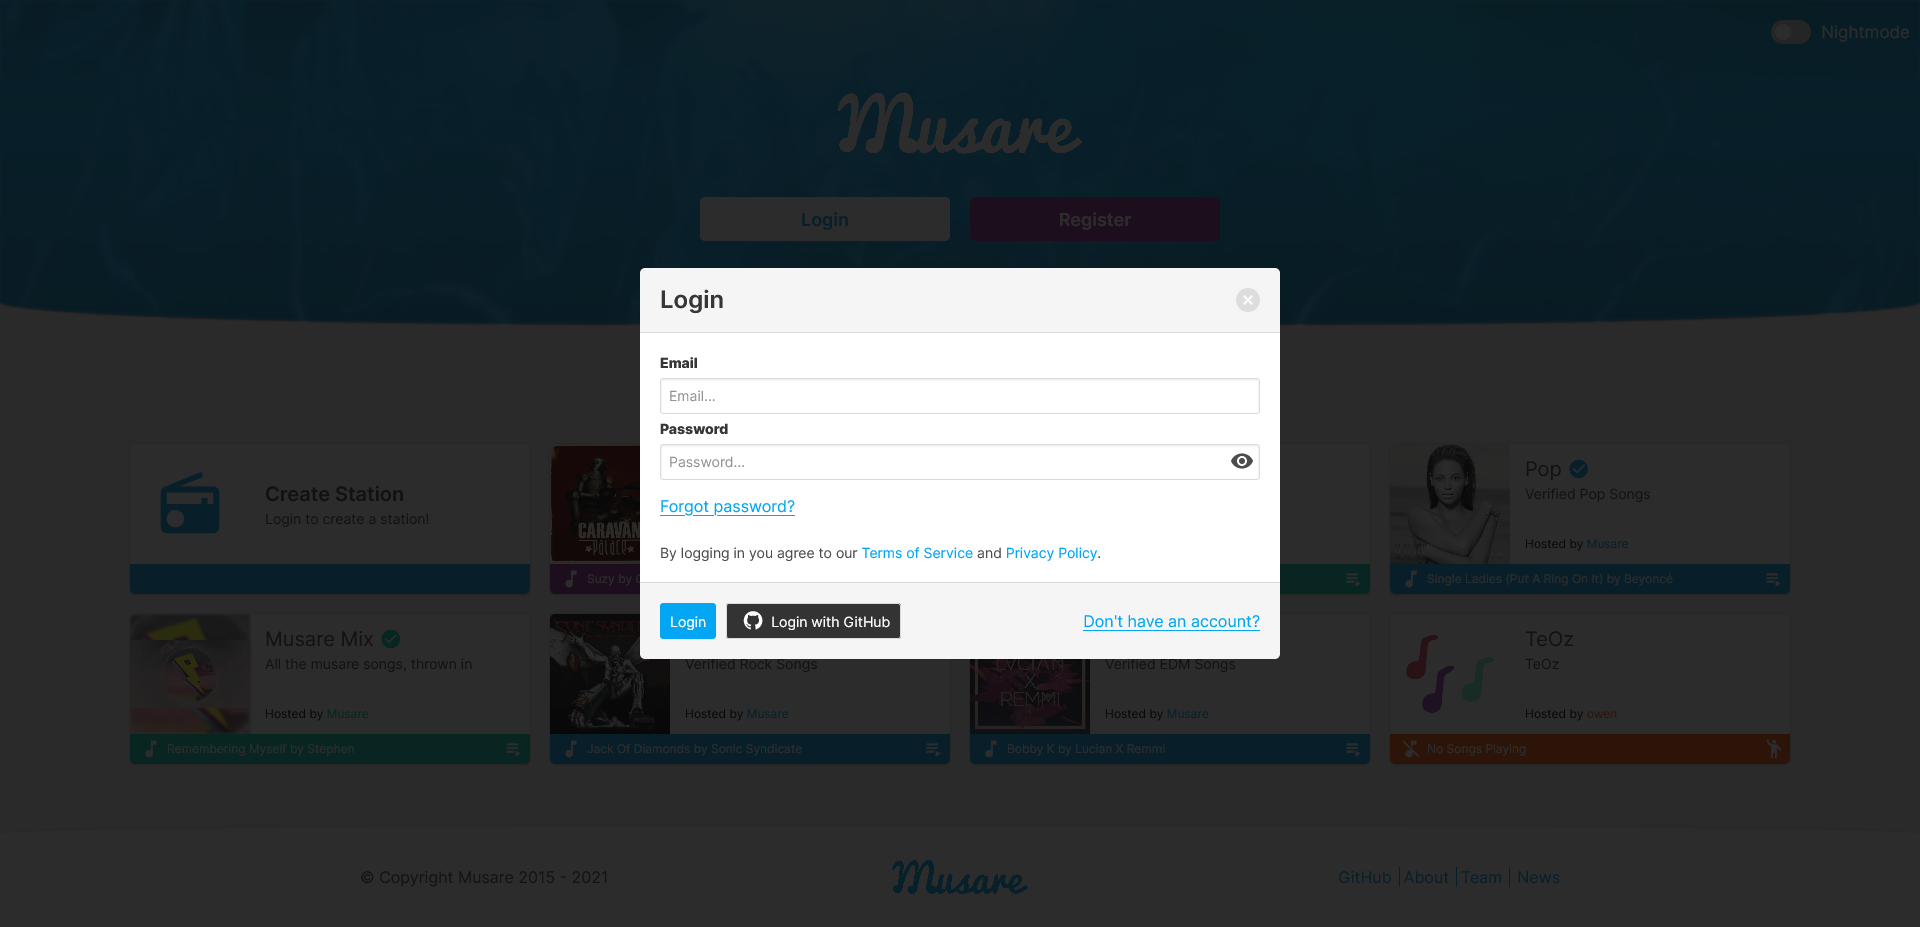 Nightmode
Musare
Login
Register
Login
Email
Email...
Password
Password...
Forgot password?
By logging in you agree to our Terms of Service and Privacy Policy.
Login
Login with GitHub
Don't have an account?
Create Station
Login to create a station!
CARAVAN
Palace
Suzy by
Pop
Verified Pop Songs
Hosted by Musare
Single Ladies (Put A Ring On It) by Beyoncé
Musare Mix
All the musare songs, thrown in
Hosted by Musare
Remembering Myself by Stephen
Verified Rock Songs
Hosted by Musare
Jack Of Diamonds by Sonic Syndicate
LUCIAN
X
REMMI
Verified EDM Songs
Hosted by Musare
Bobby K by Lucian X Remmi
TeOz
TeOz
Hosted by owen
No Songs Playing
© Copyright Musare 2015 - 2021
Musare
GitHub
About
Team
News